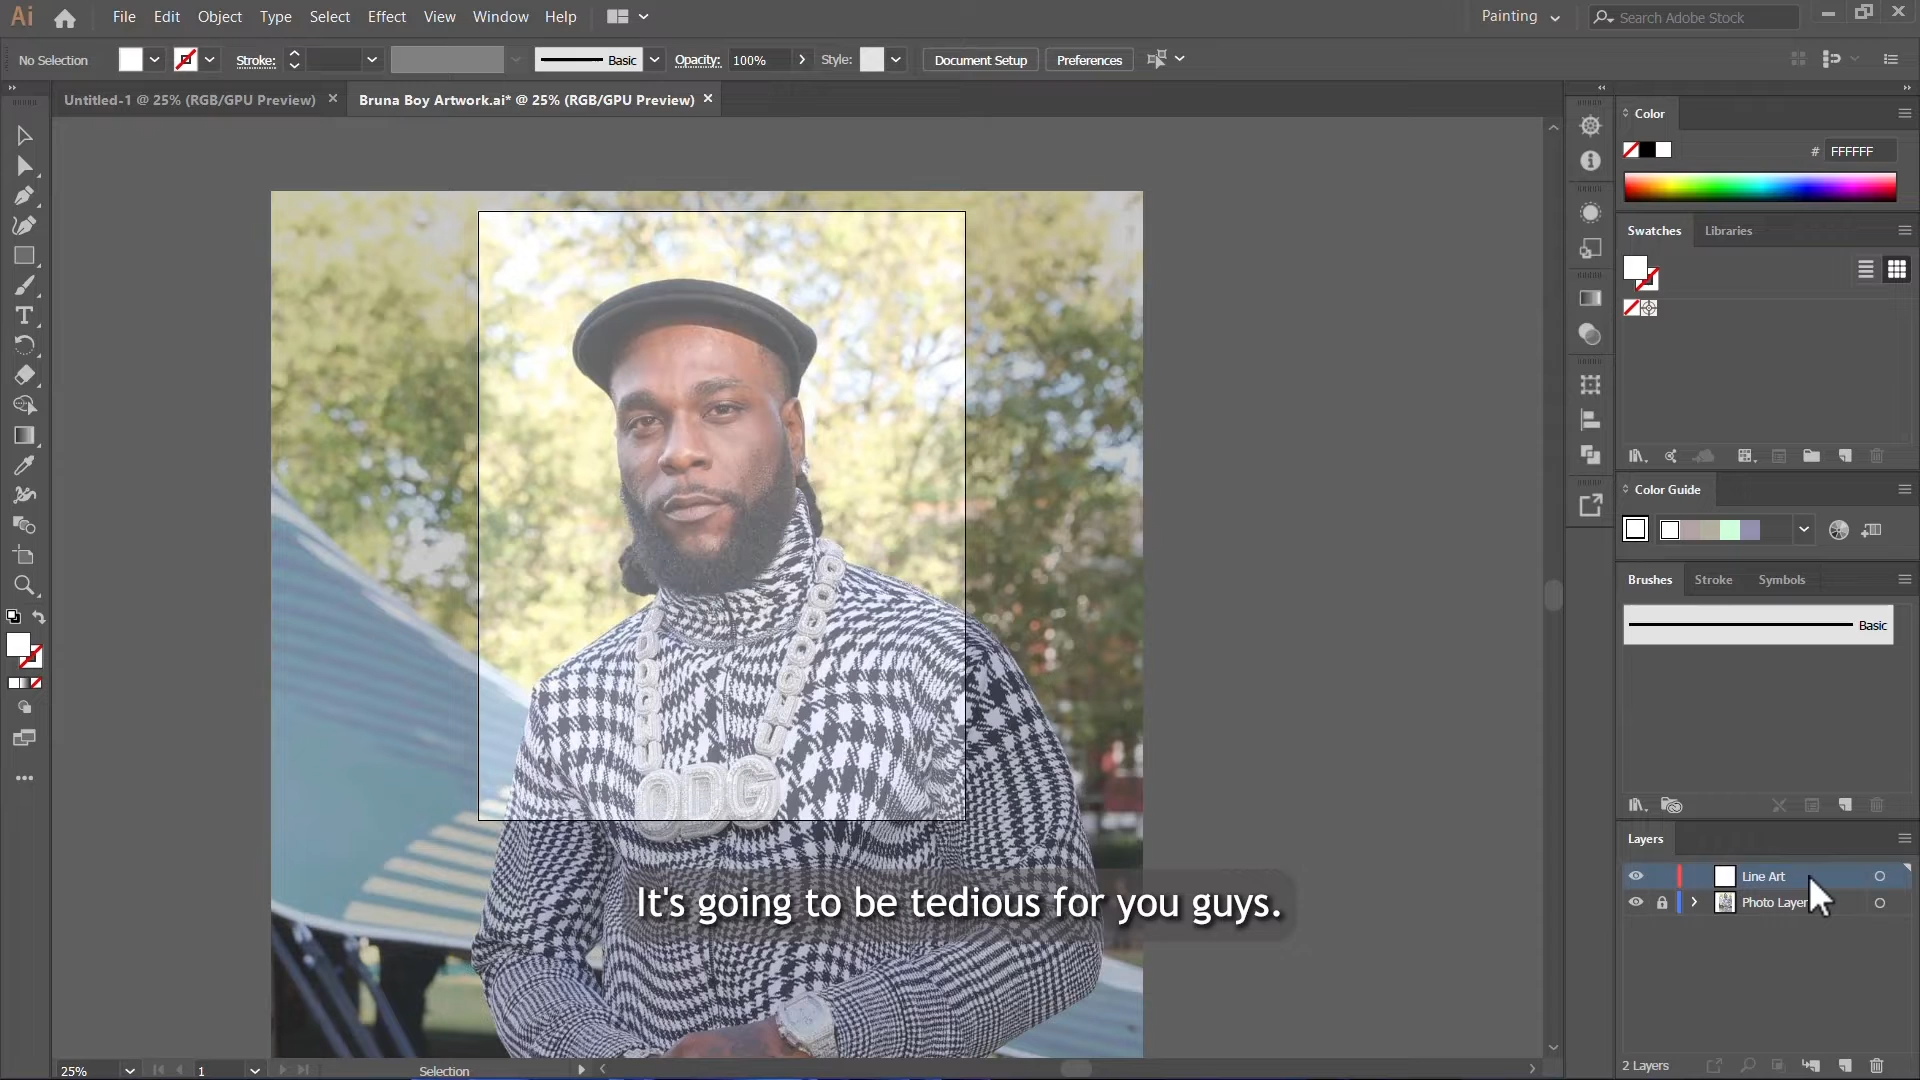 Ai File Edit Object Type Select Effect View Window Help Painting Search Adobe Stock
No Selection Stroke: Basic Opacity: 100% Style: Document Setup Preferences
Untitled-1 @ 25% (RGB/GPU Preview) Bruna Boy Artwork.ai* @ 25% (RGB/GPU Preview)
Color
# FFFFFF
Swatches Libraries
Color Guide
Brushes Stroke Symbols
Basic
Layers
Line Art
Photo Layer
ODG
It's going to be tedious for you guys.
2 Layers
25% 1 Selection